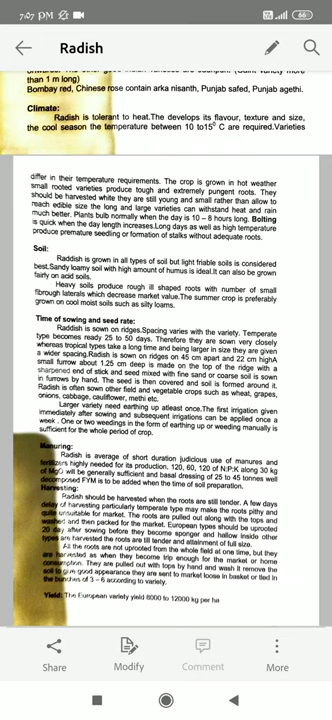 7:07 PM
66
Radish
than 1 m long)
Bombay red, Chinese rose contain arka nisanth, Punjab safed, Punjab agethi.
Climate:
Radish is tolerant to heat.The develops its flavour, texture and size,
the cool season the temperature between 10 to15° C are required.Varieties
differ in their temperature requirements. The crop is grown in hot weather
small rooted varieties produce tough and extremely pungent roots. They
should be harvested white they are still young and small rather than allow to
reach edible size the long and large varieties can withstand heat and rain
much better. Plants bulb normally when the day is 10 – 8 hours long. Bolting
is quick when the day length increases.Long days as well as high temperature
produce premature seedling or formation of stalks without adequate roots.
Soil:
Raddish is grown in all types of soil but light friable soils is considered
best.Sandy loamy soil with high amount of humus is ideal.It can also be grown
fairly on acid soils.
Heavy soils produce rough ill shaped roots with number of small
fibrough laterals which decrease market value.The summer crop is preferably
grown on cool moist soils such as silty loams.
Time of sowing and seed rate:
Raddish is sown on ridges.Spacing varies with the variety. Temperate
type becomes ready 25 to 50 days. Therefore they are sown very closely
whereas tropical types take a long time and being larger in size they are given
a wider spacing.Radish is sown on ridges on 45 cm apart and 22 cm highA
small furrow about 1.25 cm deep is made on the top of the ridge with a
sharpened end of stick and seed mixed with fine sand or coarse soil is sown
in furrows by hand. The seed is then covered and soil is formed around it.
Radish is often sown other field and vegetable crops such as wheat, grapes,
onions, cabbage, cauliflower, methi etc.
Larger variety need earthing up atleast once.The first irrigation given
immediately after sowing and subsequent irrigations can be applied once a
week . One or two weedings in the form of earthing up or weeding manually is
sufficient for the whole period of crop.
Manuring:
Radish is average of short duration judicious use of manures and
fertilizers highly needed for its production. 120, 60, 120 of N:P:K along 30 kg
of MgO will be generally sufficient and basal dressing of 25 to 45 tonnes well
decomposed FYM is to be added when the time of soil preparation.
Harvesting:
Radish should be harvested when the roots are still tender. A few days
delay of harvesting particularly temperate type may make the roots pithy and
quite unsuitable for market. The roots are pulled out along with the tops and
washed and then packed for the market. European types should be uprooted
20 day after sowing before they become sponger and hallow inside other
types are harvested the roots are till tender and attainment of full size.
All the roots are not uprooted from the whole field at one time, but they
are harvested as when they become trip enough for the market or home
consumption. They are pulled out with tops by hand and wash it remove the
soil to give good appearance they are sent to market loose in basket or tied in
the bunches of 3 – 6 according to variety.
Yield: The European variety yield 8000 to 12000 kg per ha
Share
Modify
Comment
More